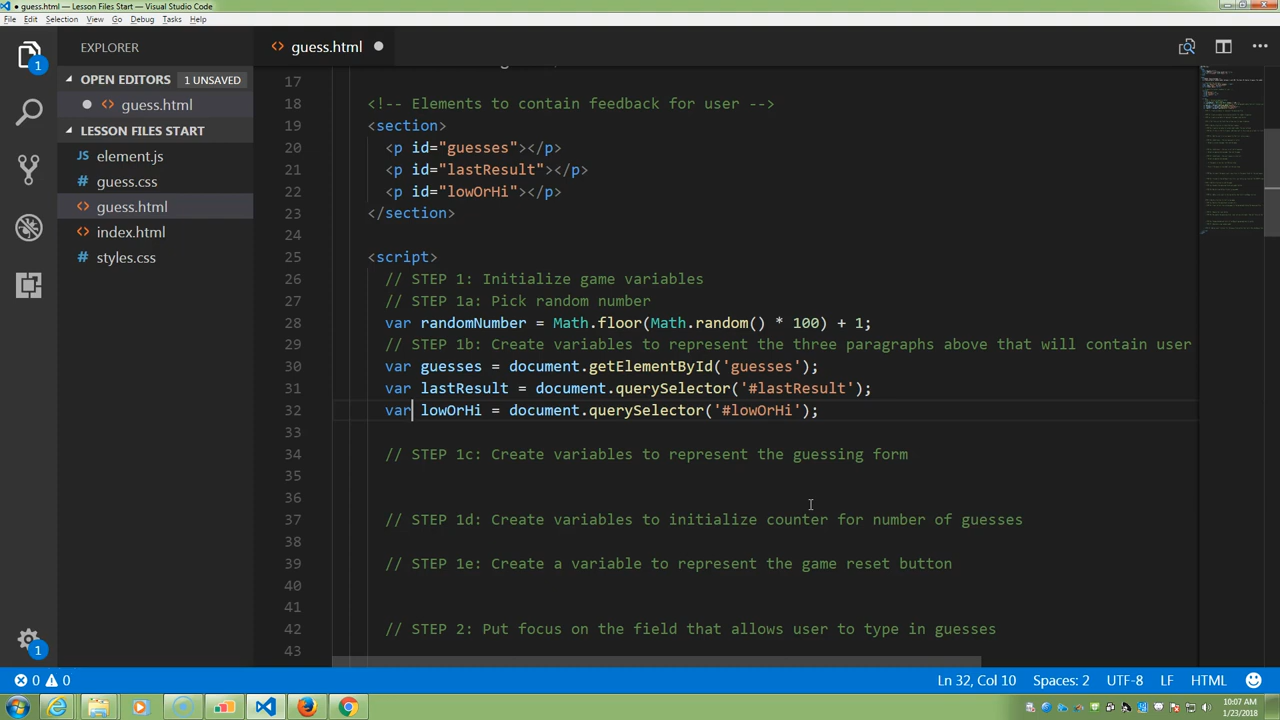 guess.html — Lesson Files Start — Visual Studio Code
File Edit Selection View Go Debug Tasks Help
EXPLORER
guess.html
OPEN EDITORS 1 UNSAVED
guess.html
LESSON FILES START
JS element.js
# guess.css
<> guess.html
<> index.html
# styles.css
1
1
17
18 <!-- Elements to contain feedback for user -->
19 <section>
20 <p id="guesses"></p>
21 <p id="lastResult" ></p>
22 <p id="lowOrHi"></p>
23 </section>
24
25 <script>
26 // STEP 1: Initialize game variables
27 // STEP 1a: Pick random number
28 var randomNumber = Math.floor(Math.random() * 100) + 1;
29 // STEP 1b: Create variables to represent the three paragraphs above that will contain user
30 var guesses = document.getElementById('guesses');
31 var lastResult = document.querySelector('#lastResult');
32 var lowOrHi = document.querySelector('#lowOrHi');
33
34 // STEP 1c: Create variables to represent the guessing form
35
36
37 // STEP 1d: Create variables to initialize counter for number of guesses
38
39 // STEP 1e: Create a variable to represent the game reset button
40
41
42 // STEP 2: Put focus on the field that allows user to type in guesses
43
0 0 Ln 32, Col 10 Spaces: 2 UTF-8 LF HTML
10:07 AM
1/23/2018